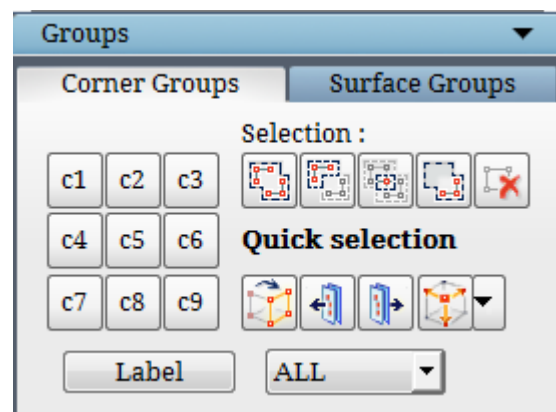 Groups
Corner Groups Surface Groups
Selection :
c1 c2 c3
c4 c5 c6 Quick selection
c7 c8 c9
Label ALL